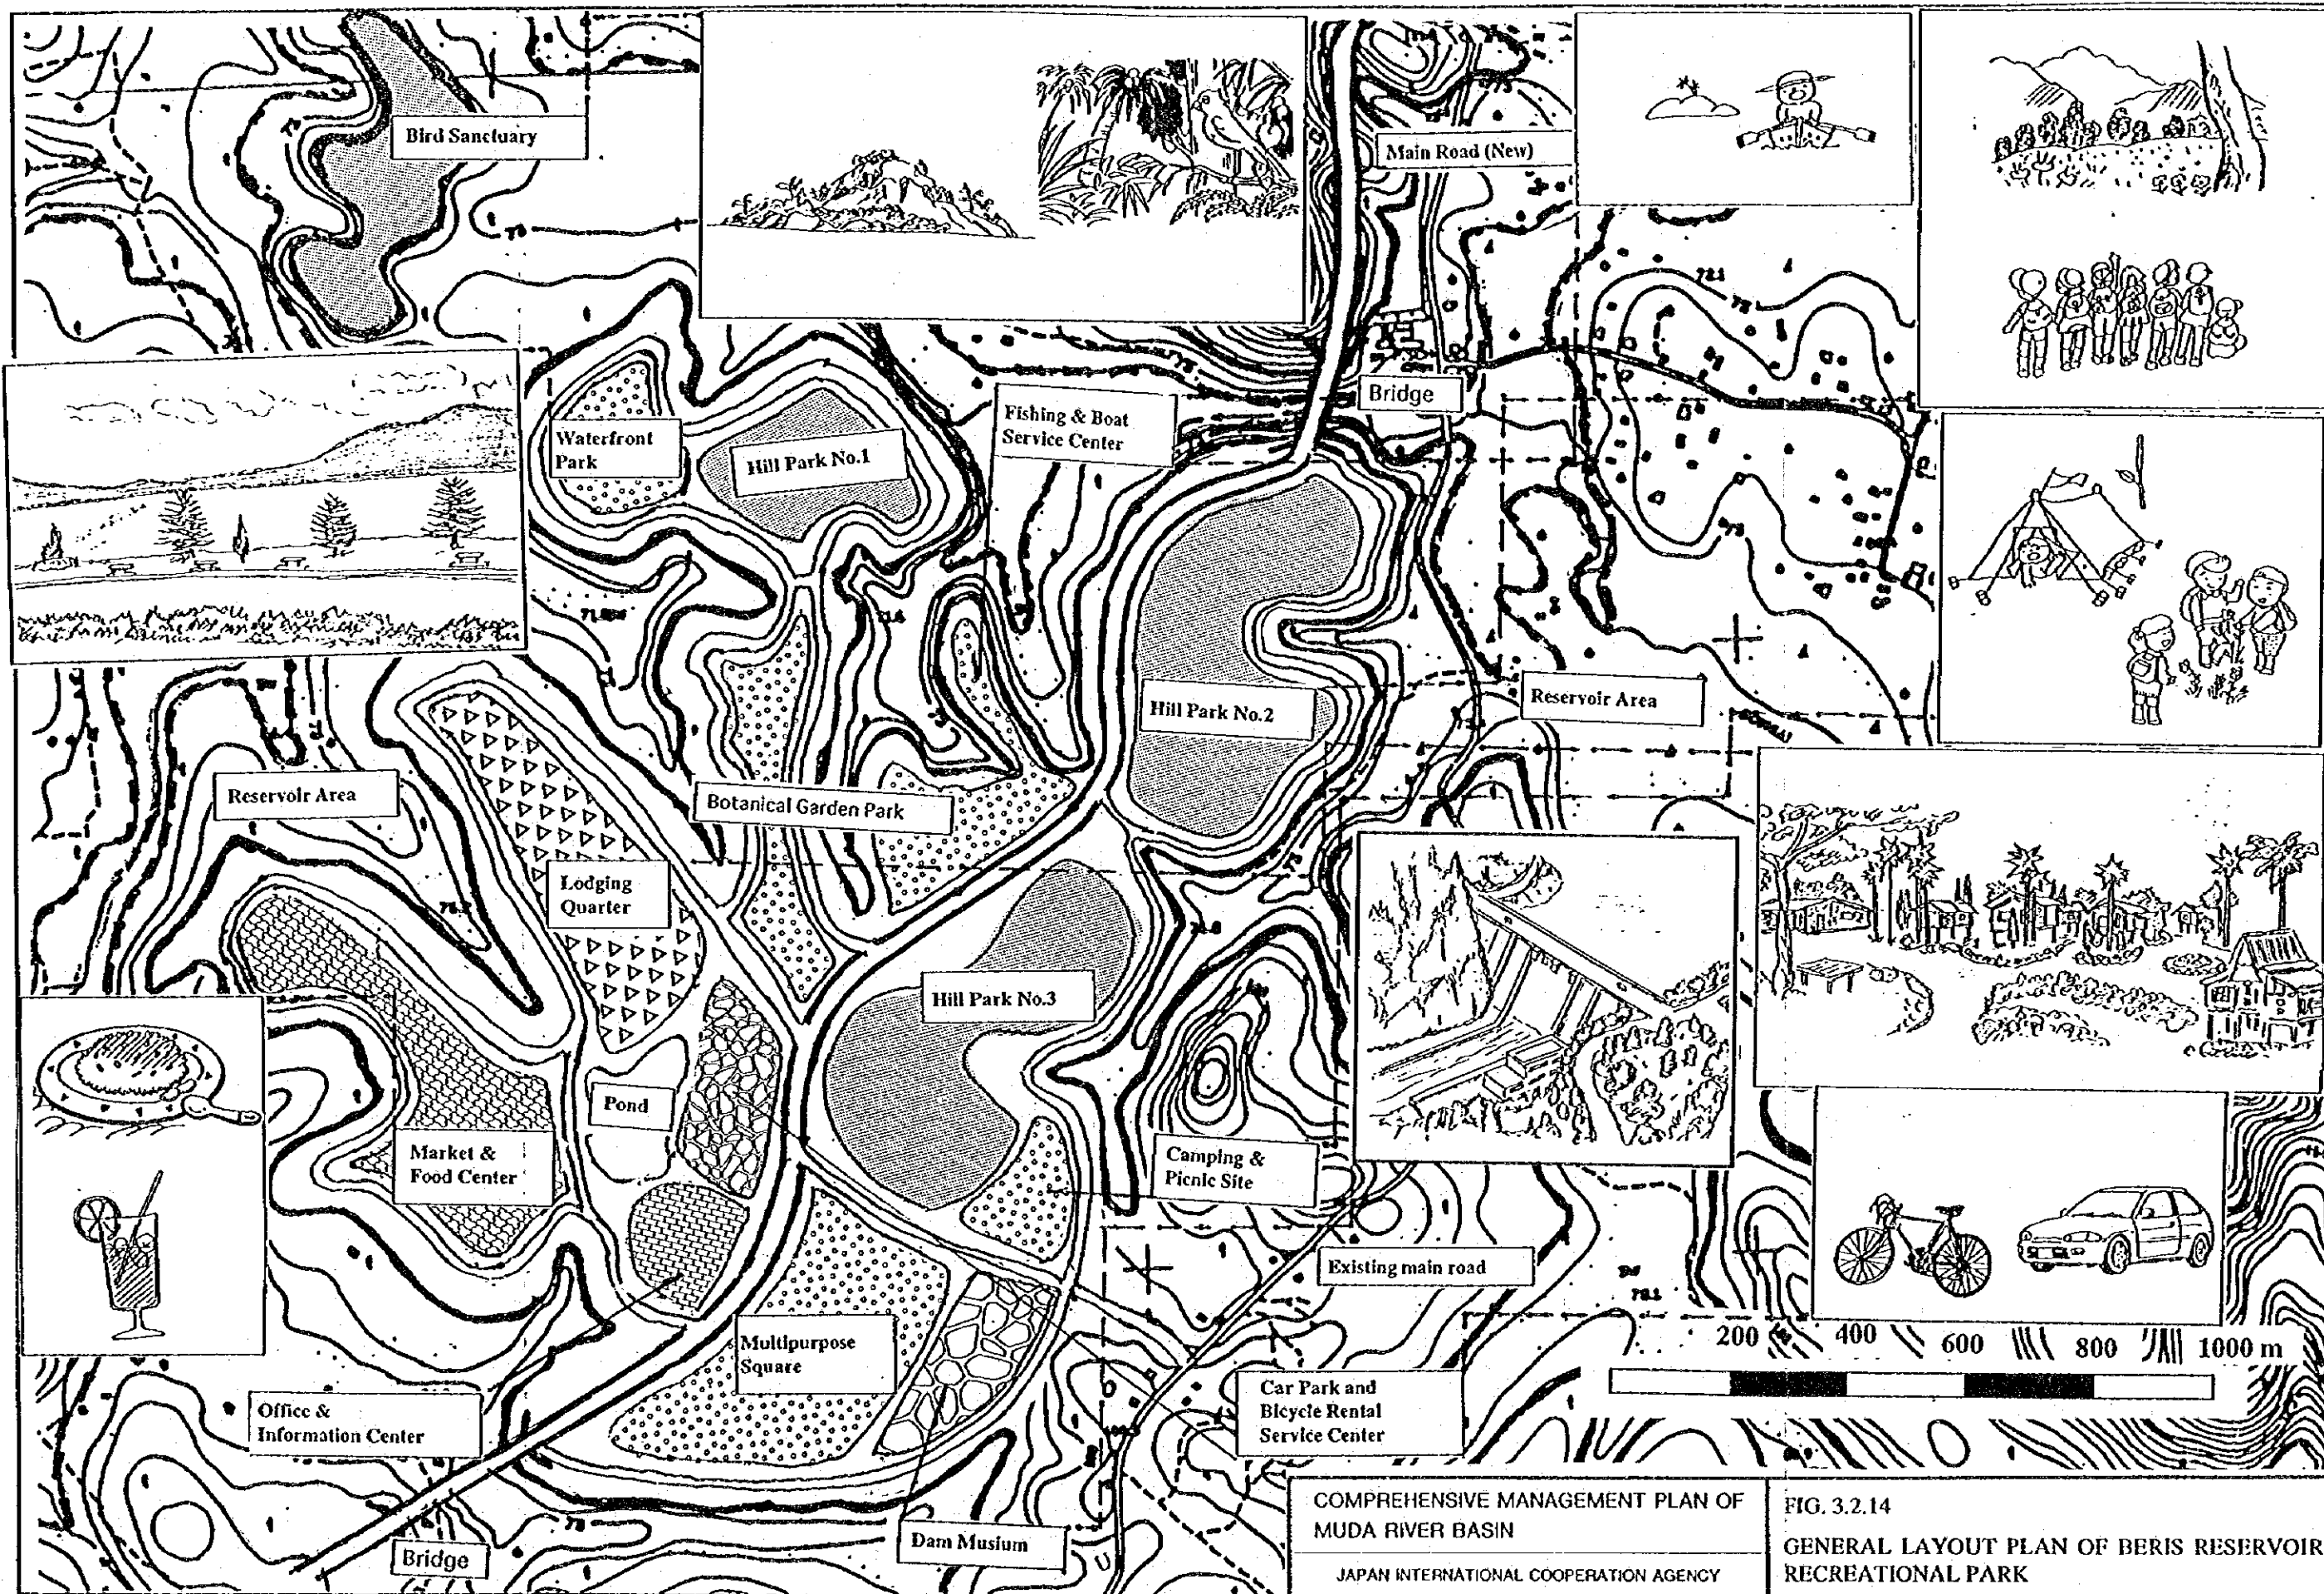 Bird Sanctuary
Main Road (New)
Waterfront
Park
Hill Park No.1
Fishing & Boat
Service Center
Bridge
Hill Park No.2
Reservoir Area
Reservoir Area
Botanical Garden Park
Lodging
Quarter
Hill Park No.3
Pond
Market &
Food Center
Camping &
Picnic Site
Existing main road
Multipurpose
Square
Office &
Information Center
Car Park and
Bicycle Rental
Service Center
Bridge
Dam Musium
200 400 600 800 1000 m
COMPREHENSIVE MANAGEMENT PLAN OF
MUDA RIVER BASIN
JAPAN INTERNATIONAL COOPERATION AGENCY
FIG. 3.2.14
GENERAL LAYOUT PLAN OF BERIS RESERVOIR
RECREATIONAL PARK